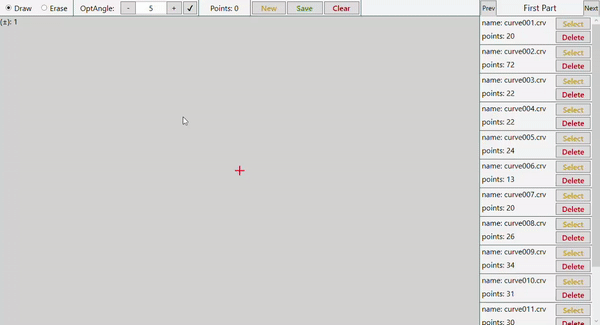 Draw Erase OptAngle: - 5 + ✓ Points: 0 New Save Clear Prev First Part Next
(±): 1
name: curve001.crv Select
points: 20 Delete
name: curve002.crv Select
points: 72 Delete
name: curve003.crv Select
points: 22 Delete
name: curve004.crv Select
points: 22 Delete
name: curve005.crv Select
points: 24 Delete
name: curve006.crv Select
points: 13 Delete
name: curve007.crv Select
points: 20 Delete
name: curve008.crv Select
points: 26 Delete
name: curve009.crv Select
points: 34 Delete
name: curve010.crv Select
points: 31 Delete
name: curve011.crv Select
points: 30 Delete